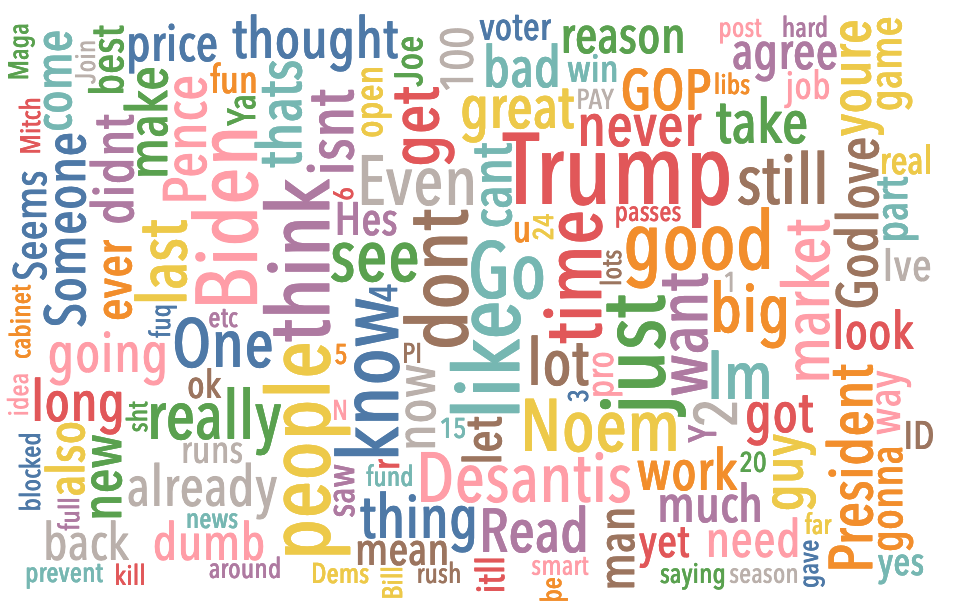 Maga
come
Join
best
price
thought
Joe
100
voter
reason
post
hard
agree
youre
game
Mitch
Someone
didnt
make
Pence
fun
Ya
thats
isnt
open
get
bad
win
great
PAY
GOP
libs
job
never
take
real
Seems
Biden
think
Even
cant
Trump
still
Godlove
part
6
Hes
see
dont
u
24
time
passes
good
lots
market
Ive
cabinet
ever
last
fuq
etc
4
Go
like
just
want
1
big
look
going
One
people
5
know
PI
now
lot
pro
3
Im
idea
long
ok
sht
really
N
15
let
Noem
Y
2
got
President
way
ID
blocked
also
new
runs
already
saw
fund
r
Desantis
work
20
guy
gonna
full
news
back
dumb
thing
Read
man
much
yet
need
far
prevent
kill
around
Dems
Bill
mean
rush
itll
smart
be
saying
season
gave
yes